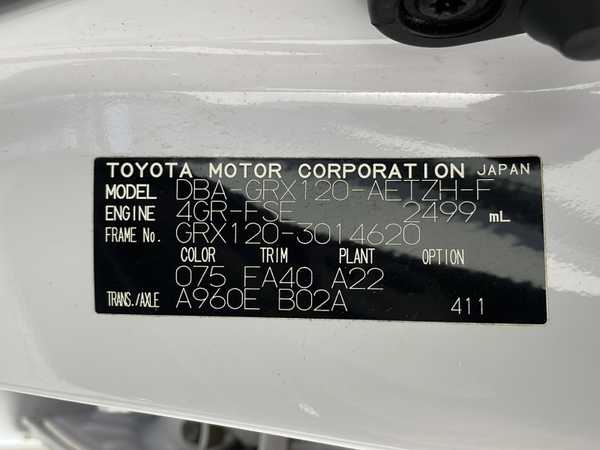 TOYOTA MOTOR CORPORATION JAPAN
MODEL DBA-GRX120-AETZH-F
ENGINE 4GR-FSE 2499 mL
FRAME No. GRX120-3014620
COLOR TRIM PLANT OPTION
075 FA40 A22
TRANS./AXLE A960E B02A 411